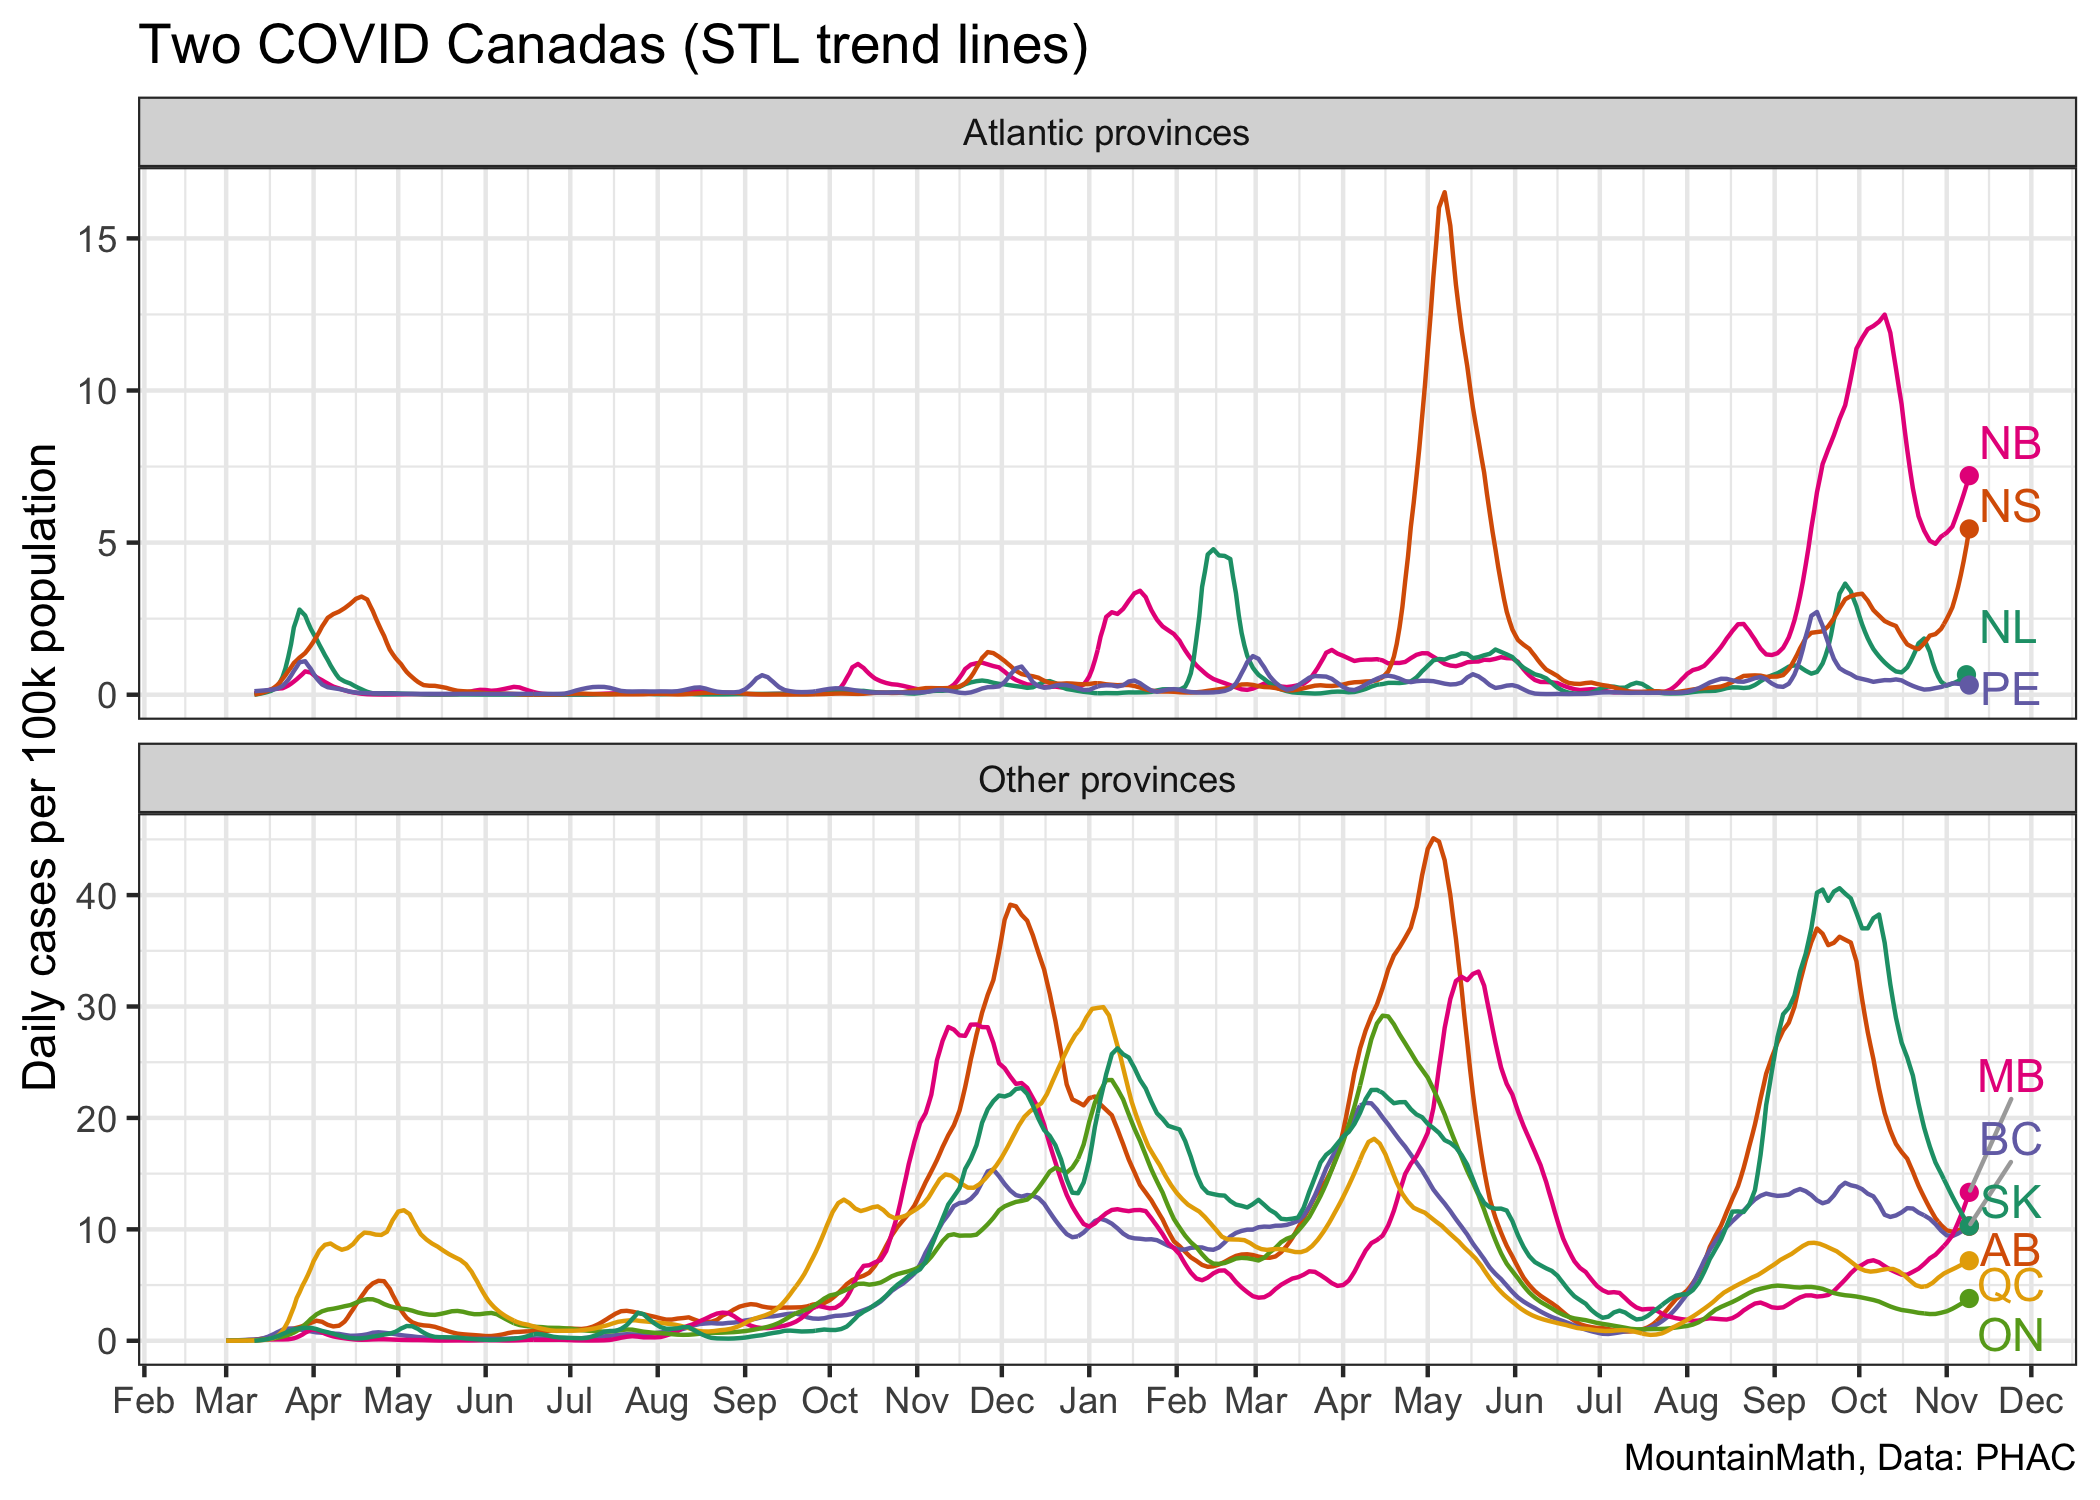 Two COVID Canadas (STL trend lines)
Daily cases per 100k population
Atlantic provinces
15
10
5
0
NB
NS
NL
PE
Other provinces
40
30
20
10
0
MB
BC
SK
AB
QC
ON
Feb Mar Apr May Jun Jul Aug Sep Oct Nov Dec Jan Feb Mar Apr May Jun Jul Aug Sep Oct Nov Dec
MountainMath, Data: PHAC